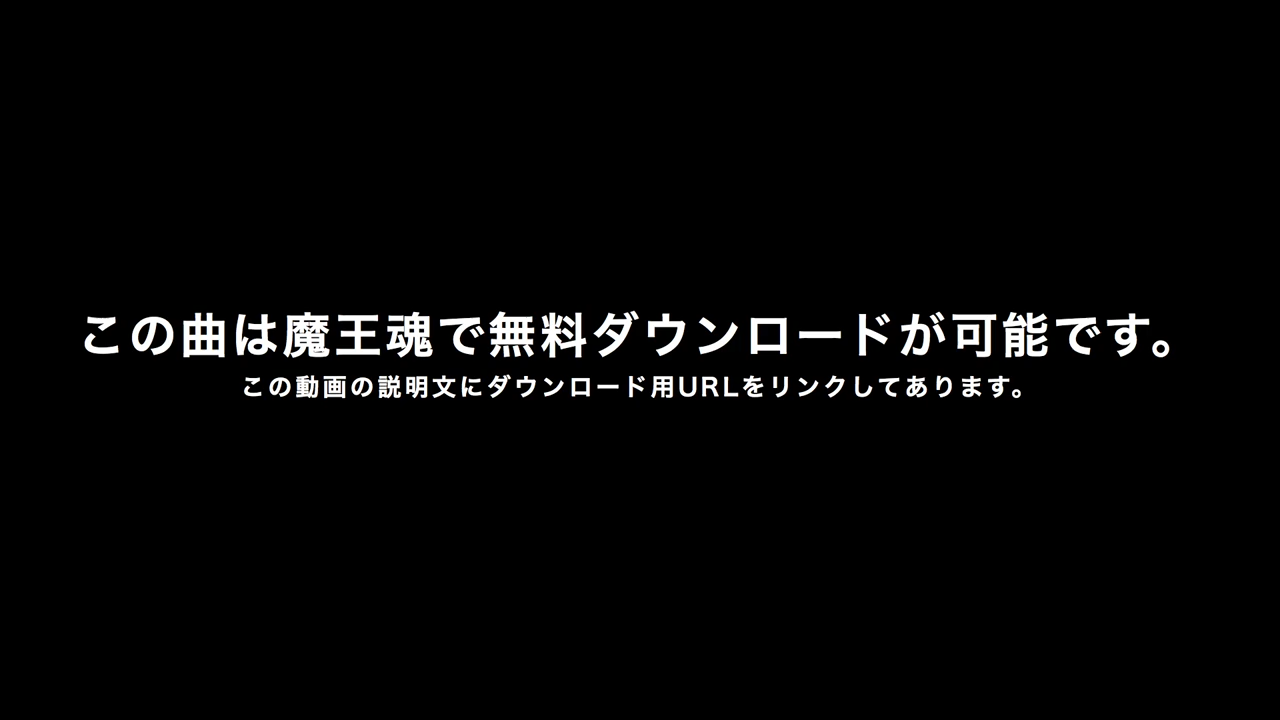 この曲は魔王魂で無料ダウンロードが可能です。
この動画の説明文にダウンロード用URLをリンクしてあります。